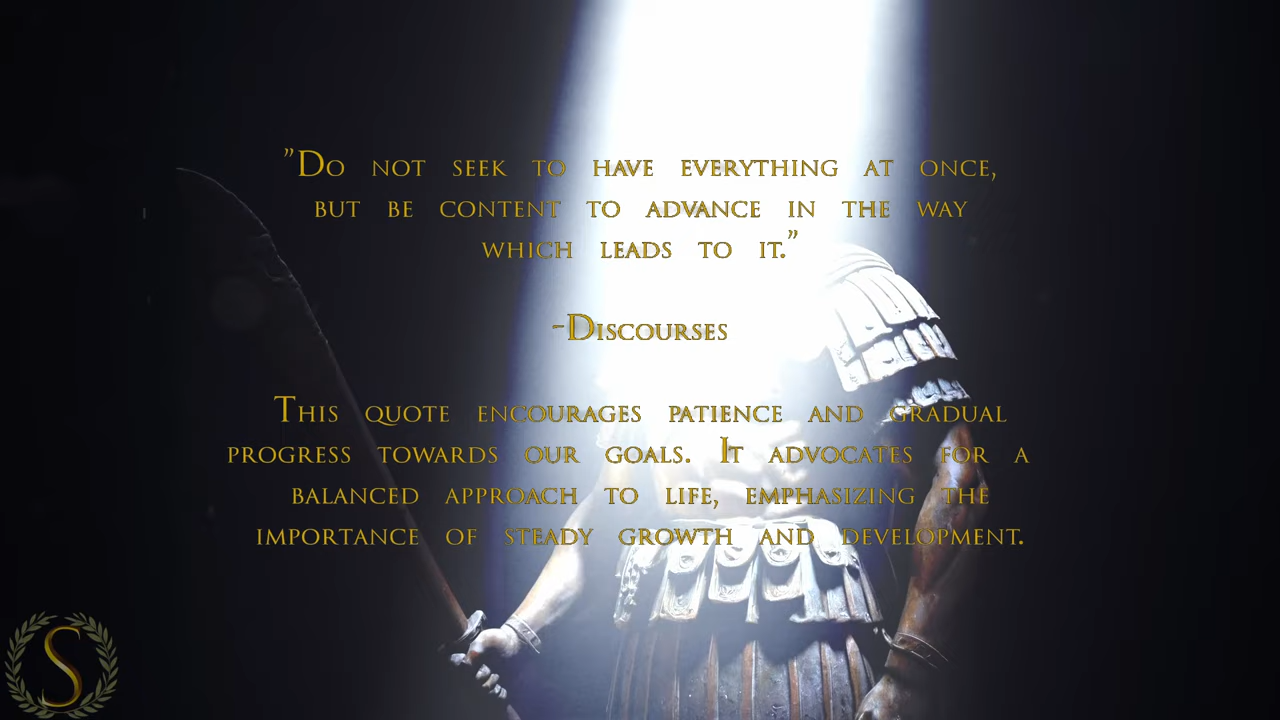 ”Do not seek to have everything at once,
but be content to advance in the way
which leads to it.”
-Discourses
This quote encourages patience and gradual
progress towards our goals. It advocates for a
balanced approach to life, emphasizing the
importance of steady growth and development.
S